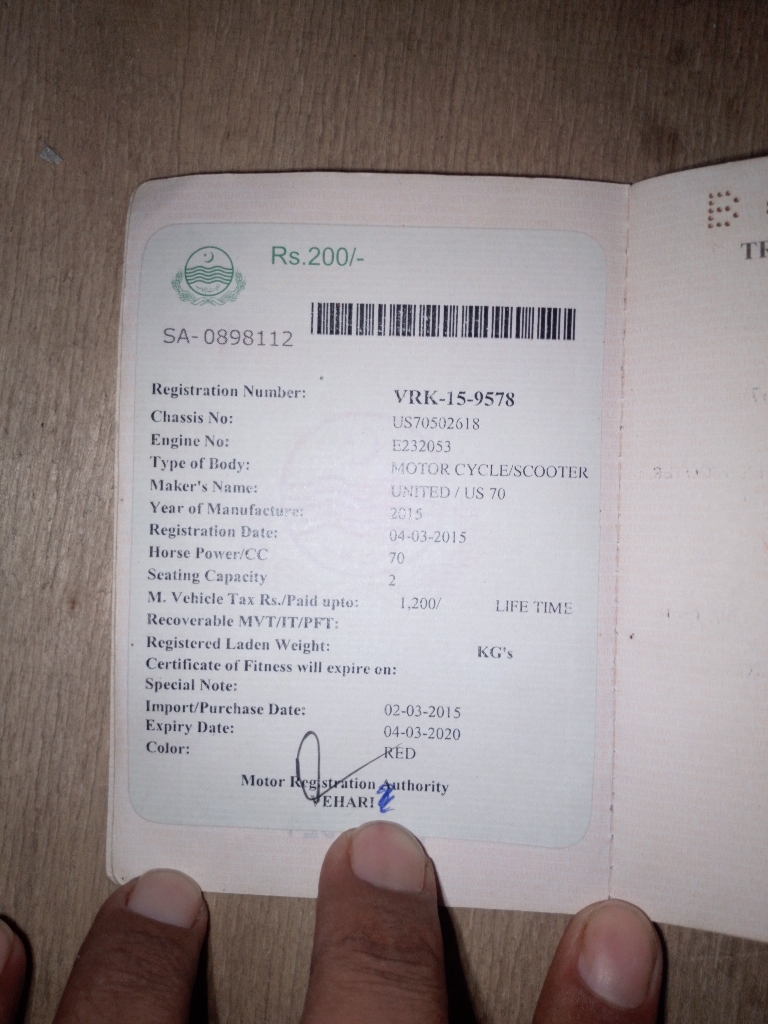 Rs.200/-
SA-0898112
Registration Number: VRK-15-9578
Chassis No: US70502618
Engine No: E232053
Type of Body: MOTOR CYCLE/SCOOTER
Maker's Name: UNITED / US 70
Year of Manufacture: 2015
Registration Date: 04-03-2015
Horse Power/CC 70
Seating Capacity 2
M. Vehicle Tax Rs./Paid upto: 1,200/ LIFE TIME
Recoverable MVT/IT/PFT:
Registered Laden Weight: KG's
Certificate of Fitness will expire on:
Special Note:
Import/Purchase Date: 02-03-2015
Expiry Date: 04-03-2020
Color: RED
Motor Registration Authority
VEHARI
B